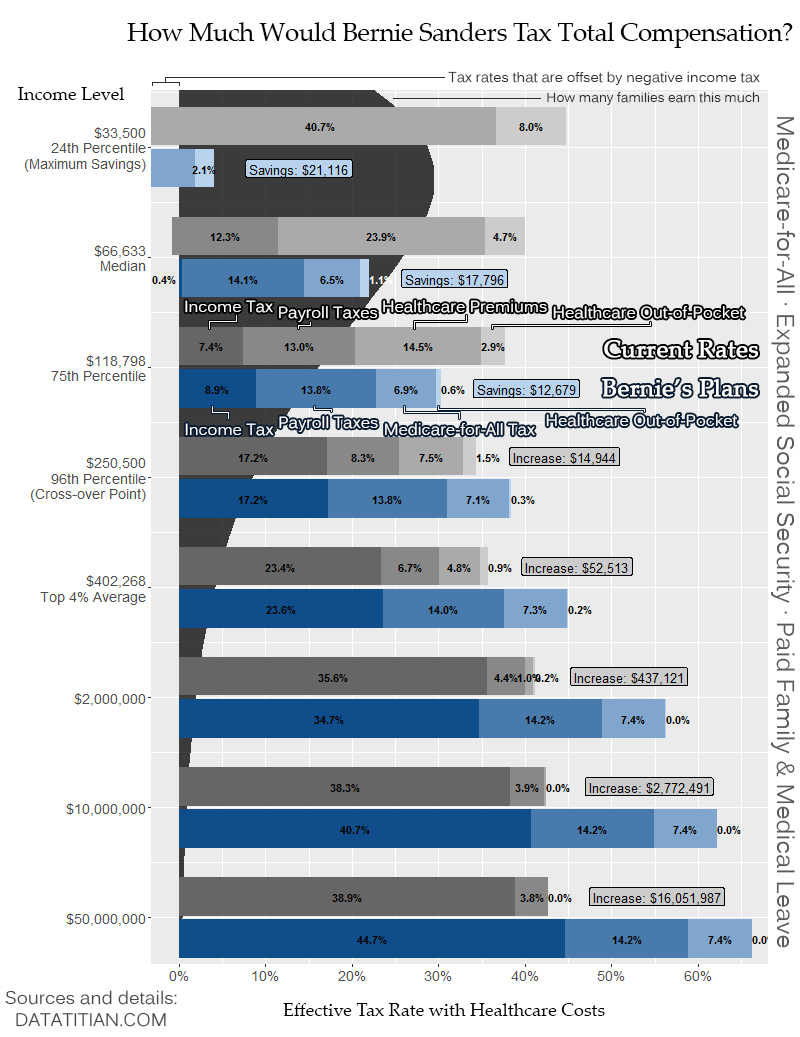 How Much Would Bernie Sanders Tax Total Compensation?
Tax rates that are offset by negative income tax
Income Level
How many families earn this much
$33,500
24th Percentile
(Maximum Savings)
40.7% 8.0%
2.1% Savings: $21,116
$66,633
Median
12.3% 23.9% 4.7%
0.4% 14.1% 6.5% 1.1% Savings: $17,796
Income Tax Payroll Taxes Healthcare Premiums Healthcare Out-of-Pocket
$118,798
75th Percentile
7.4% 13.0% 14.5% 2.9% Current Rates
8.9% 13.8% 6.9% 0.6% Savings: $12,679 Bernie's Plans
Income Tax Payroll Taxes Medicare-for-All Tax Healthcare Out-of-Pocket
$250,500
96th Percentile
(Cross-over Point)
17.2% 8.3% 7.5% 1.5% Increase: $14,944
17.2% 13.8% 7.1% 0.3%
$402,268
Top 4% Average
23.4% 6.7% 4.8% 0.9% Increase: $52,513
23.6% 14.0% 7.3% 0.2%
$2,000,000
35.6% 4.4% 1.0% 0.2% Increase: $437,121
34.7% 14.2% 7.4% 0.0%
$10,000,000
38.3% 3.9% 0.0% Increase: $2,772,491
40.7% 14.2% 7.4% 0.0%
$50,000,000
38.9% 3.8% 0.0% Increase: $16,051,987
44.7% 14.2% 7.4% 0.0
0% 10% 20% 30% 40% 50% 60%
Effective Tax Rate with Healthcare Costs
Sources and details:
DATATITIAN.COM
Medicare-for-All · Expanded Social Security · Paid Family & Medical Leave